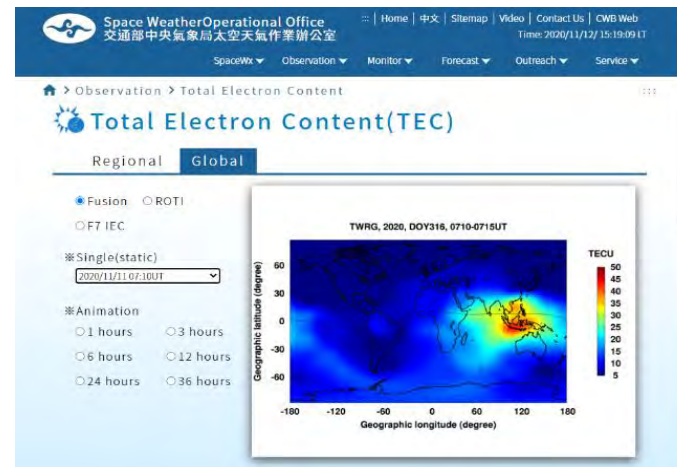 Space WeatherOperational Office
交通部中央氣象局太空天氣作業辦公室
::: | Home | 中文 | Sitemap | Video | Contact Us | CWB Web
Time: 2020/11/12/ 15:19:09 LT
SpaceWx Observation Monitor Forecast Outreach Service
> Observation > Total Electron Content
Total Electron Content(TEC)
Regional Global
Fusion ROTI
F7 IEC
※Single(static)
2020/11/11 07:10UT
※Animation
1 hours 3 hours
6 hours 12 hours
24 hours 36 hours
TWRG, 2020, DOY316, 0710-0715UT
TECU
50
45
40
35
30
25
20
15
10
5
Geographic latitude (degree)
60
30
0
-30
-60
-180 -120 -60 0 60 120 180
Geographic longitude (degree)